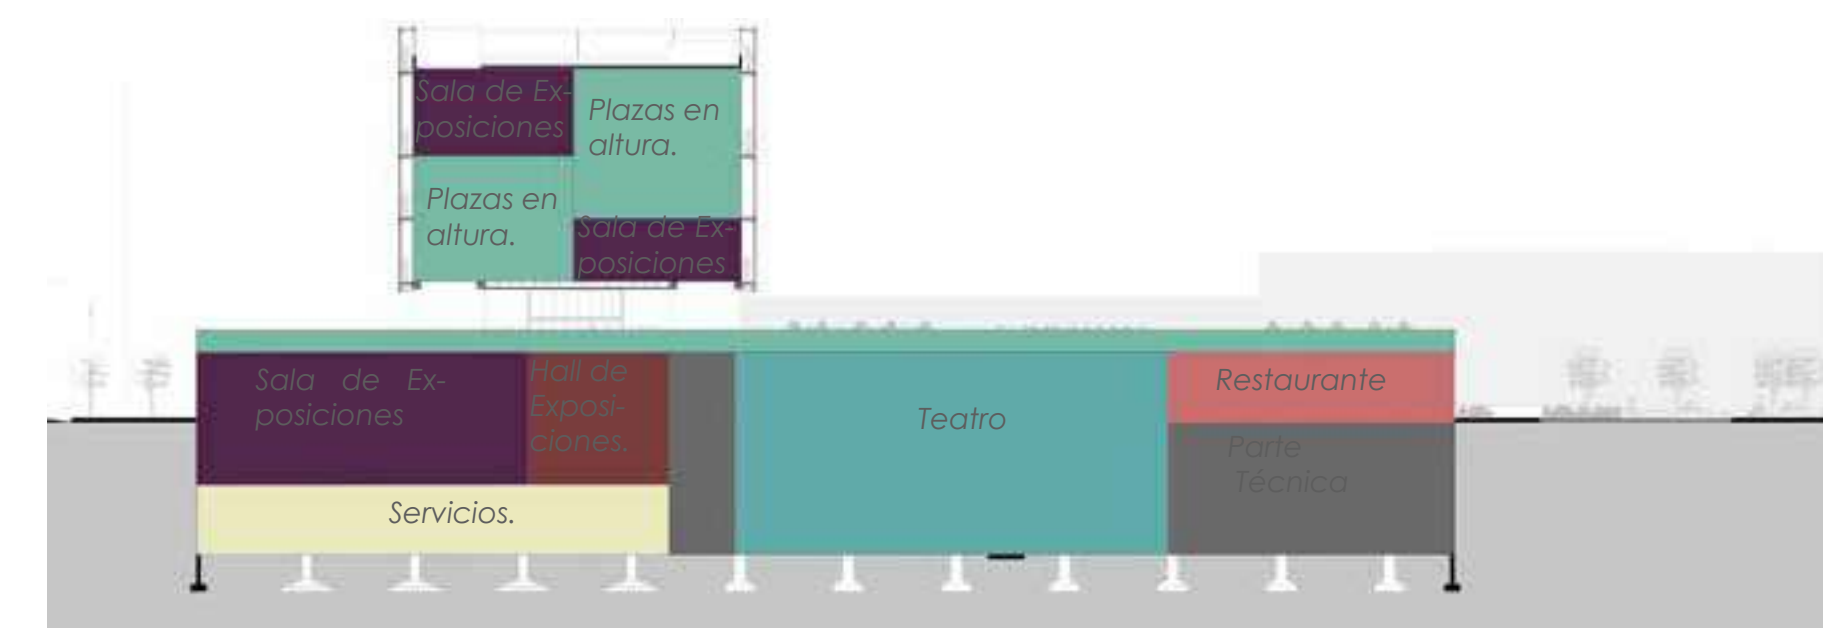 Sala de Ex-
posiciones
Plazas en
altura.
Plazas en
altura.
Sala de Ex-
posiciones
Sala de Ex-
posiciones
Hall de
Exposi-
ciones.
Teatro
Restaurante
Parte
Técnica
Servicios.